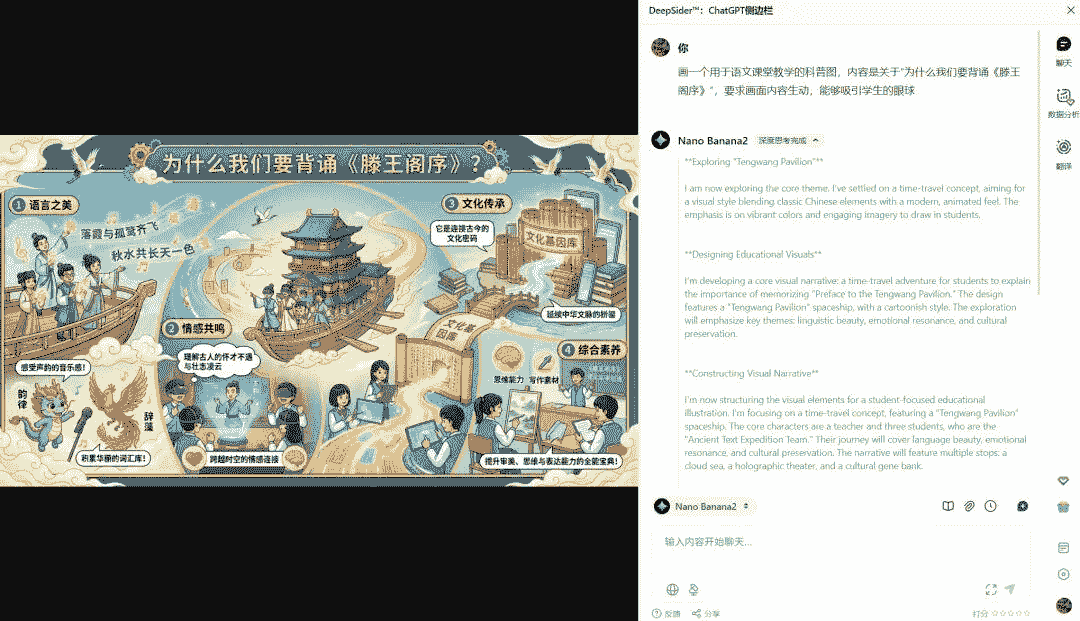 为什么我们要背诵《滕王阁序》？
1 语言之美
落霞与孤鹜齐飞
秋水共长天一色
感受声韵的音乐感！
韵律
辞藻
积累华丽的词汇库！
2 情感共鸣
理解古人的怀才不遇
与壮志凌云
跨越时空的情感连接
3 文化传承
它是连接古今的
文化密码
文化基因库
延续中华文脉的桥梁
文化基
因库
4 综合素养
思维能力 写作素材
提升审美、思维与表达能力的全能宝典！
DeepSider™：ChatGPT侧边栏
你
画一个用于语文课堂教学的科普图，内容是关于“为什么我们要背诵《滕王
阁序》”，要求画面内容生动，能够吸引学生的眼球
Nano Banana2 深度思考完成
**Exploring "Tengwang Pavilion"**
I am now exploring the core theme. I've settled on a time-travel concept, aiming for
a visual style blending classic Chinese elements with a modern, animated feel. The
emphasis is on vibrant colors and engaging imagery to draw in students.
**Designing Educational Visuals**
I'm developing a core visual narrative: a time-travel adventure for students to explain
the importance of memorizing "Preface to the Tengwang Pavilion." The design
features a "Tengwang Pavilion" spaceship, with a cartoonish style. The exploration
will emphasize key themes: linguistic beauty, emotional resonance, and cultural
preservation.
**Constructing Visual Narrative**
I'm now structuring the visual elements for a student-focused educational
illustration. I'm focusing on a time-travel concept, featuring a "Tengwang Pavilion"
spaceship. The core characters are a teacher and three students, who are the
"Ancient Text Expedition Team." Their journey will cover language beauty, emotional
resonance, and cultural preservation. The narrative will feature multiple stops: a
cloud sea, a holographic theater, and a cultural gene bank.
Nano Banana2
输入内容开始聊天...
反馈 分享
打分
聊天
数据分析
翻译